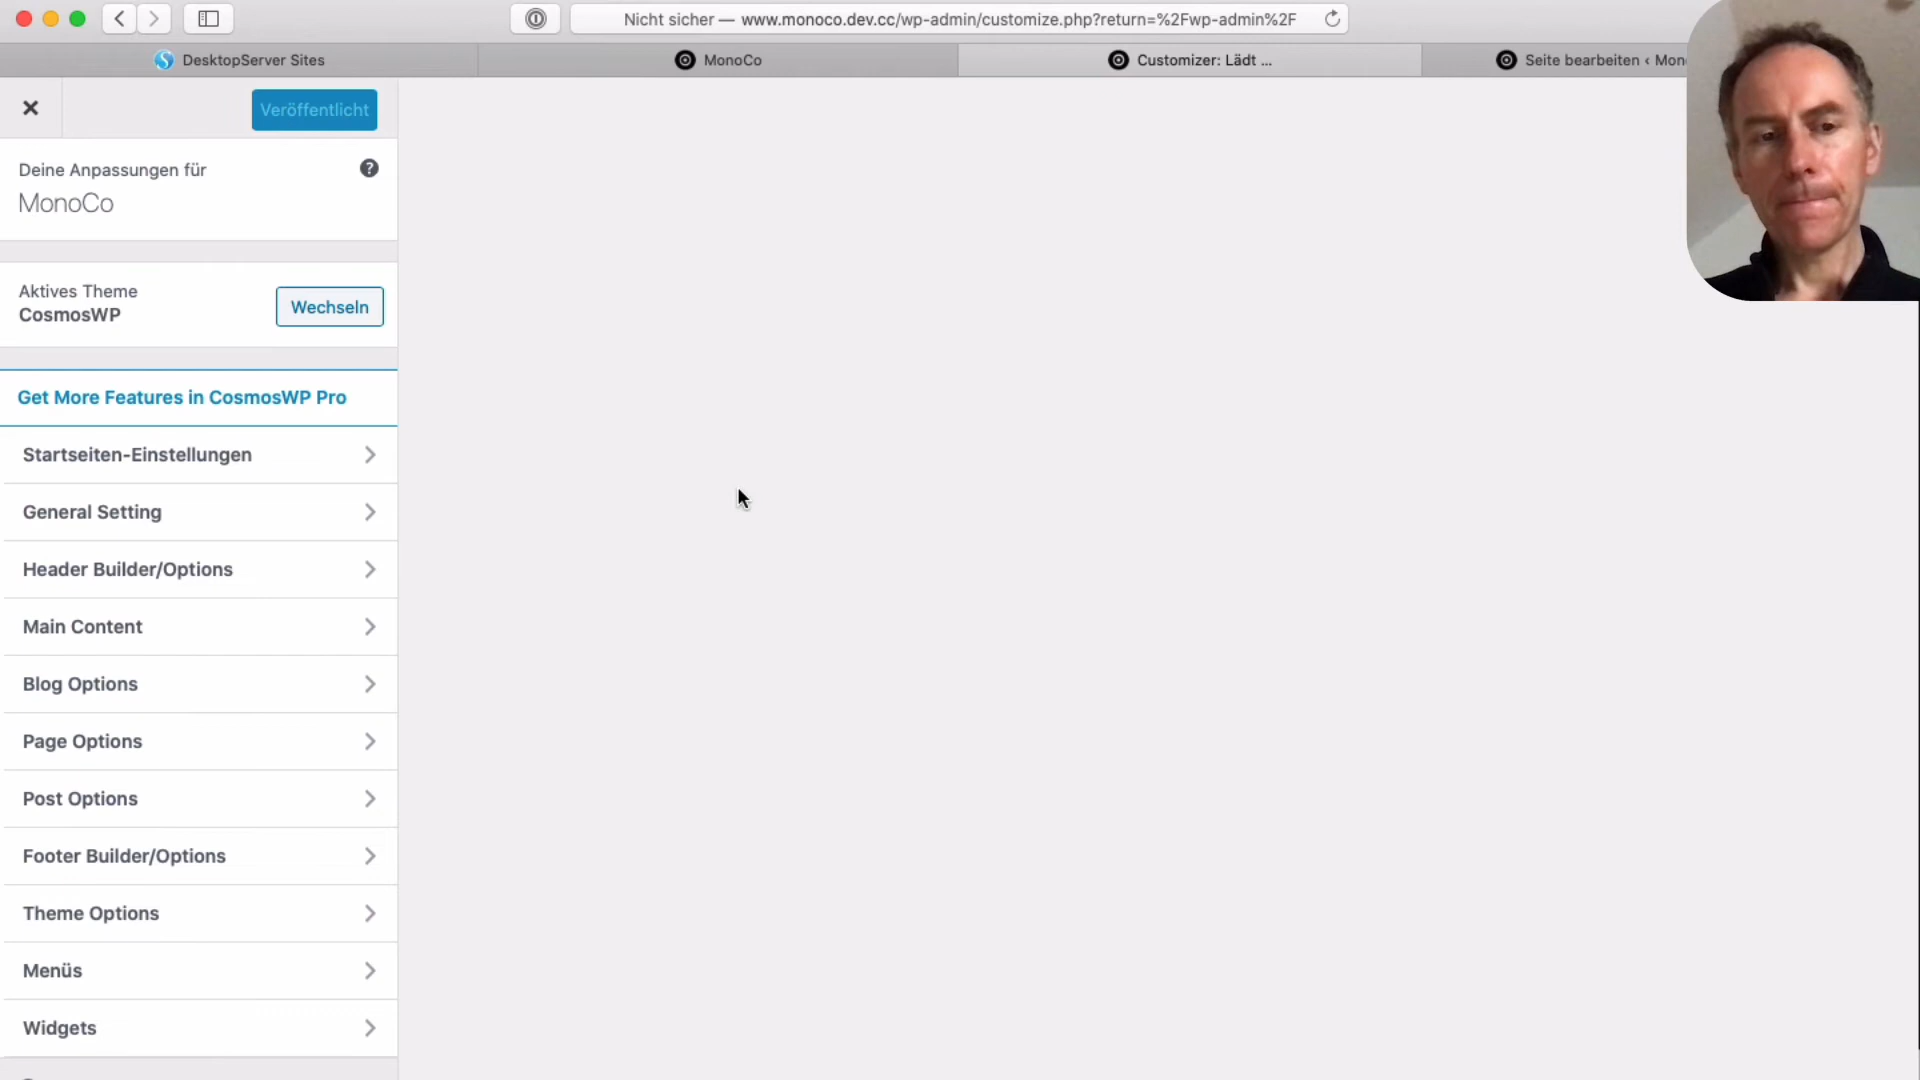 Nicht sicher — www.monoco.dev.cc/wp-admin/customize.php?return=%2Fwp-admin%2F
DesktopServer Sites
MonoCo
Customizer: Lädt ...
Seite bearbeiten ‹ Mon
Veröffentlicht
Deine Anpassungen für
MonoCo
Aktives Theme
CosmosWP
Wechseln
Get More Features in CosmosWP Pro
Startseiten-Einstellungen
General Setting
Header Builder/Options
Main Content
Blog Options
Page Options
Post Options
Footer Builder/Options
Theme Options
Menüs
Widgets